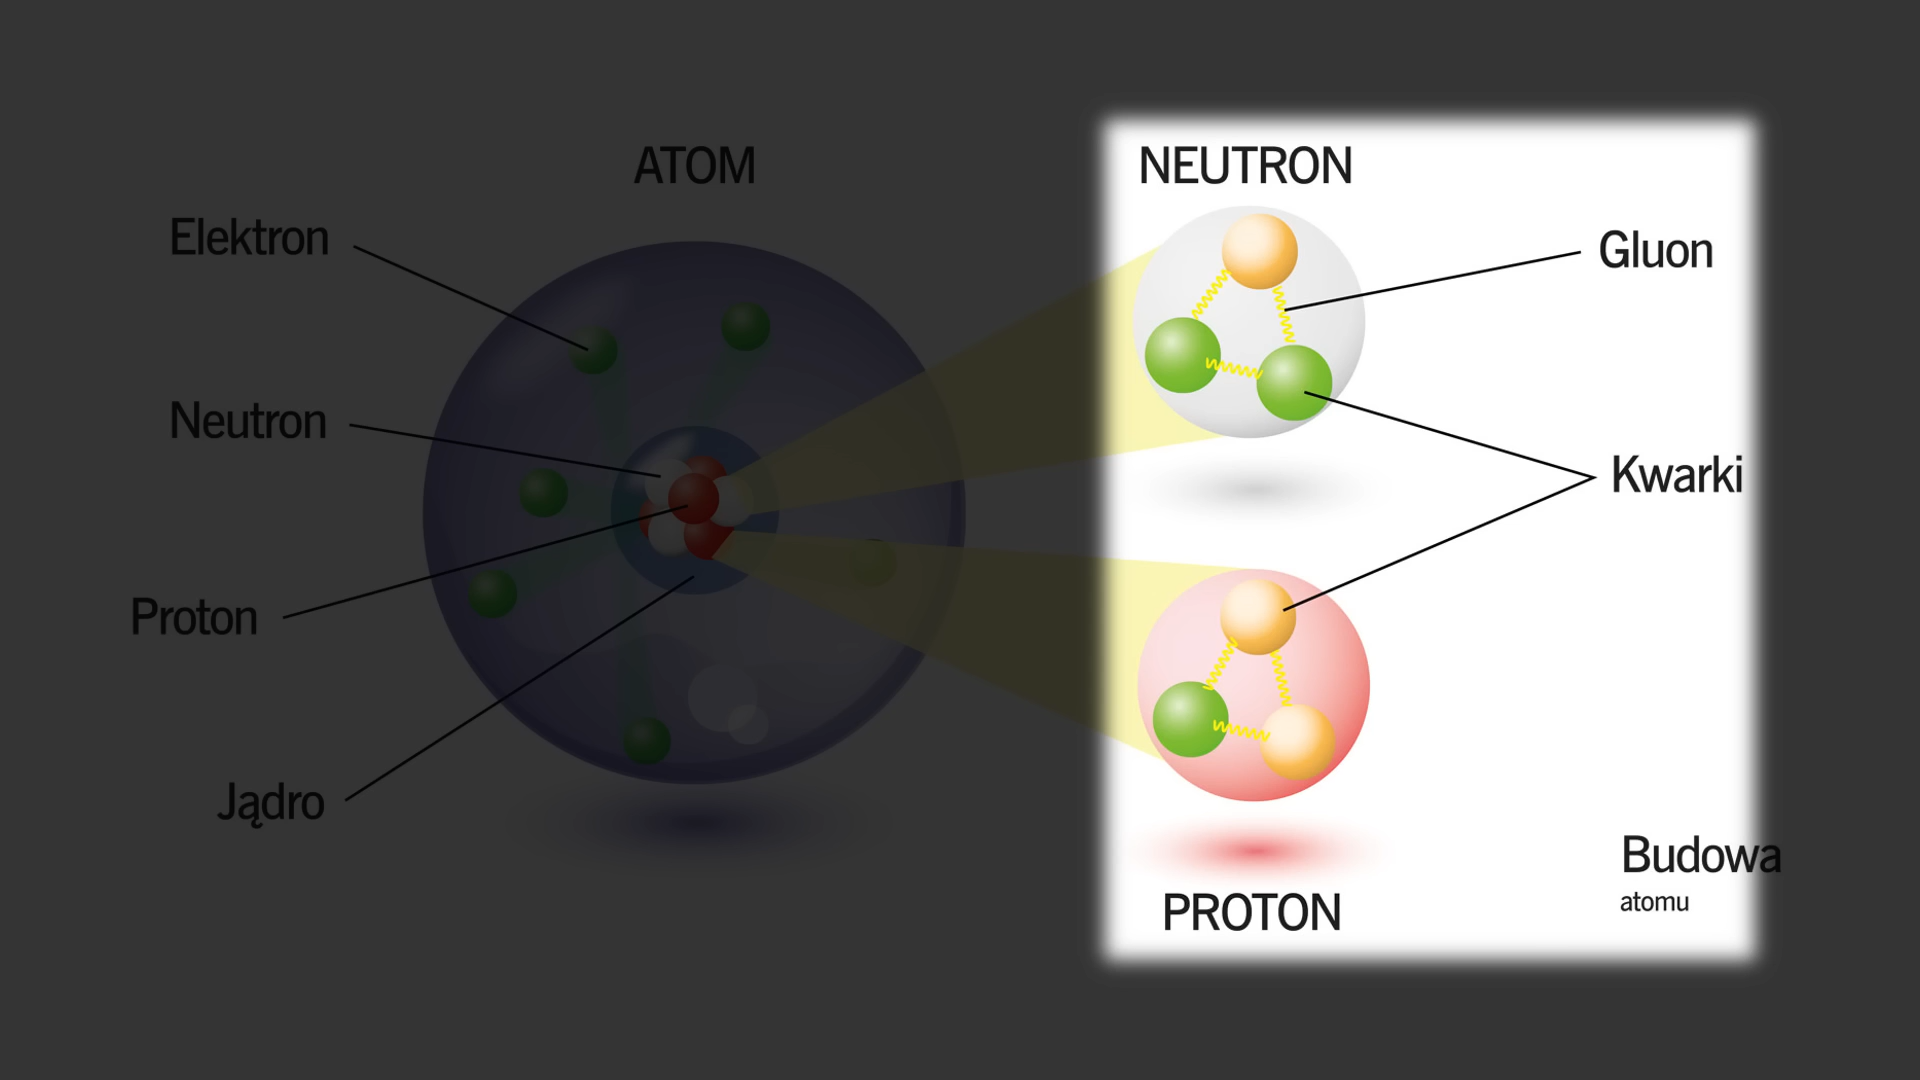 ATOM
Elektron
Neutron
Proton
Jądro
NEUTRON
Gluon
Kwarki
PROTON
Budowa
atomu